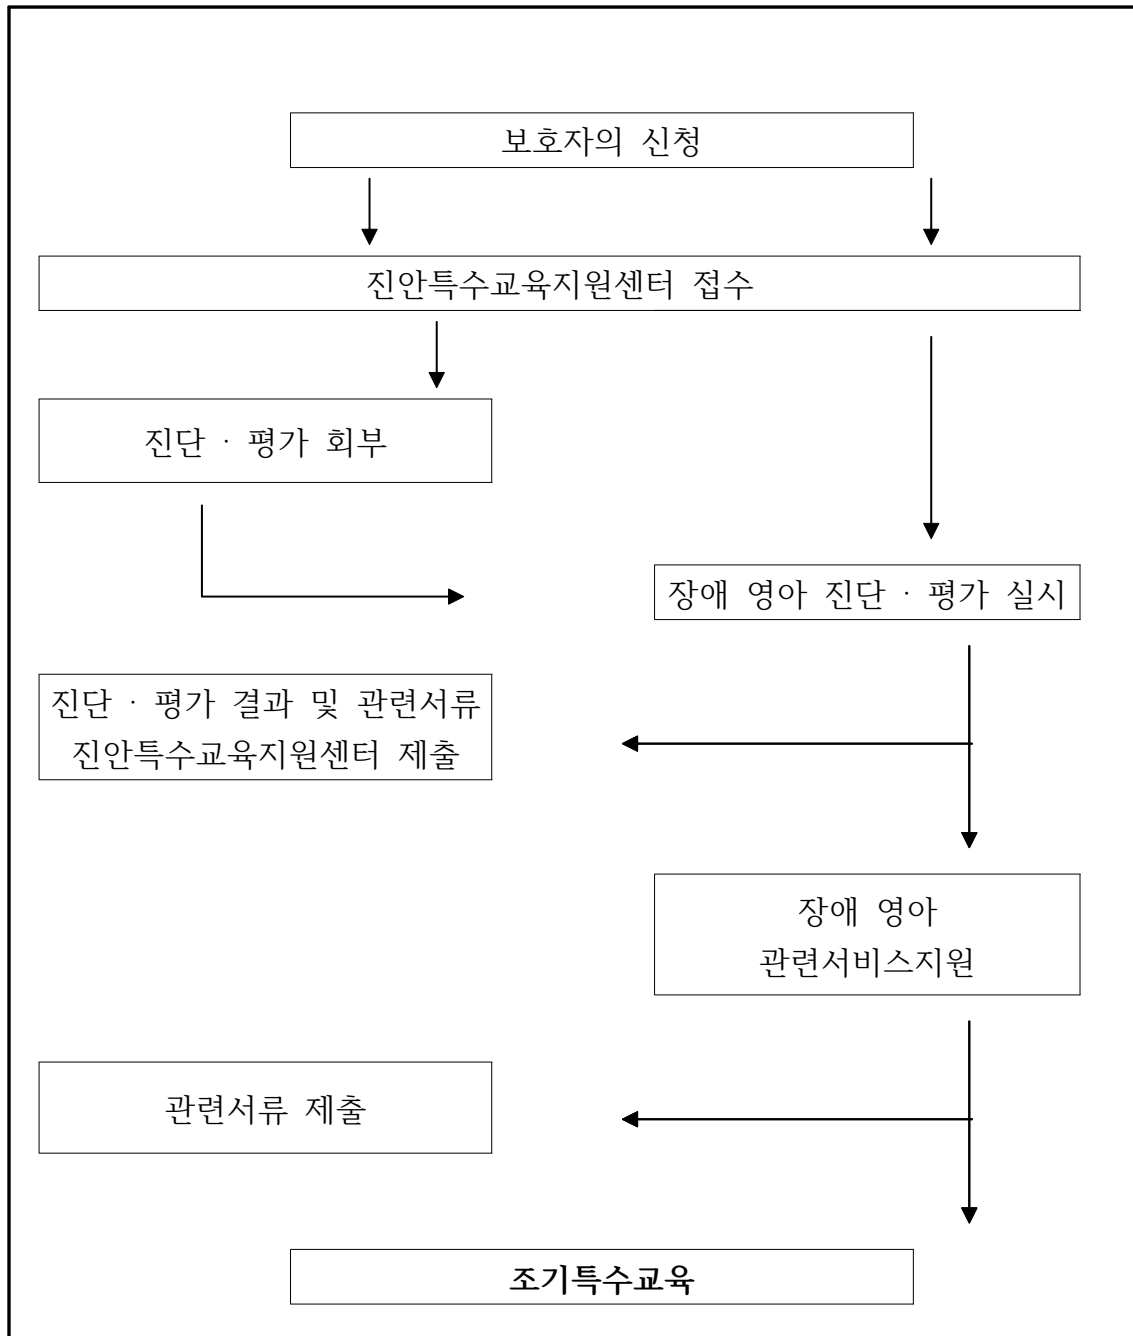 보호자의 신청
진안특수교육지원센터 접수
진단 · 평가 회부
장애 영아 진단 · 평가 실시
진단 · 평가 결과 및 관련서류
진안특수교육지원센터 제출
장애 영아
관련서비스지원
관련서류 제출
조기특수교육